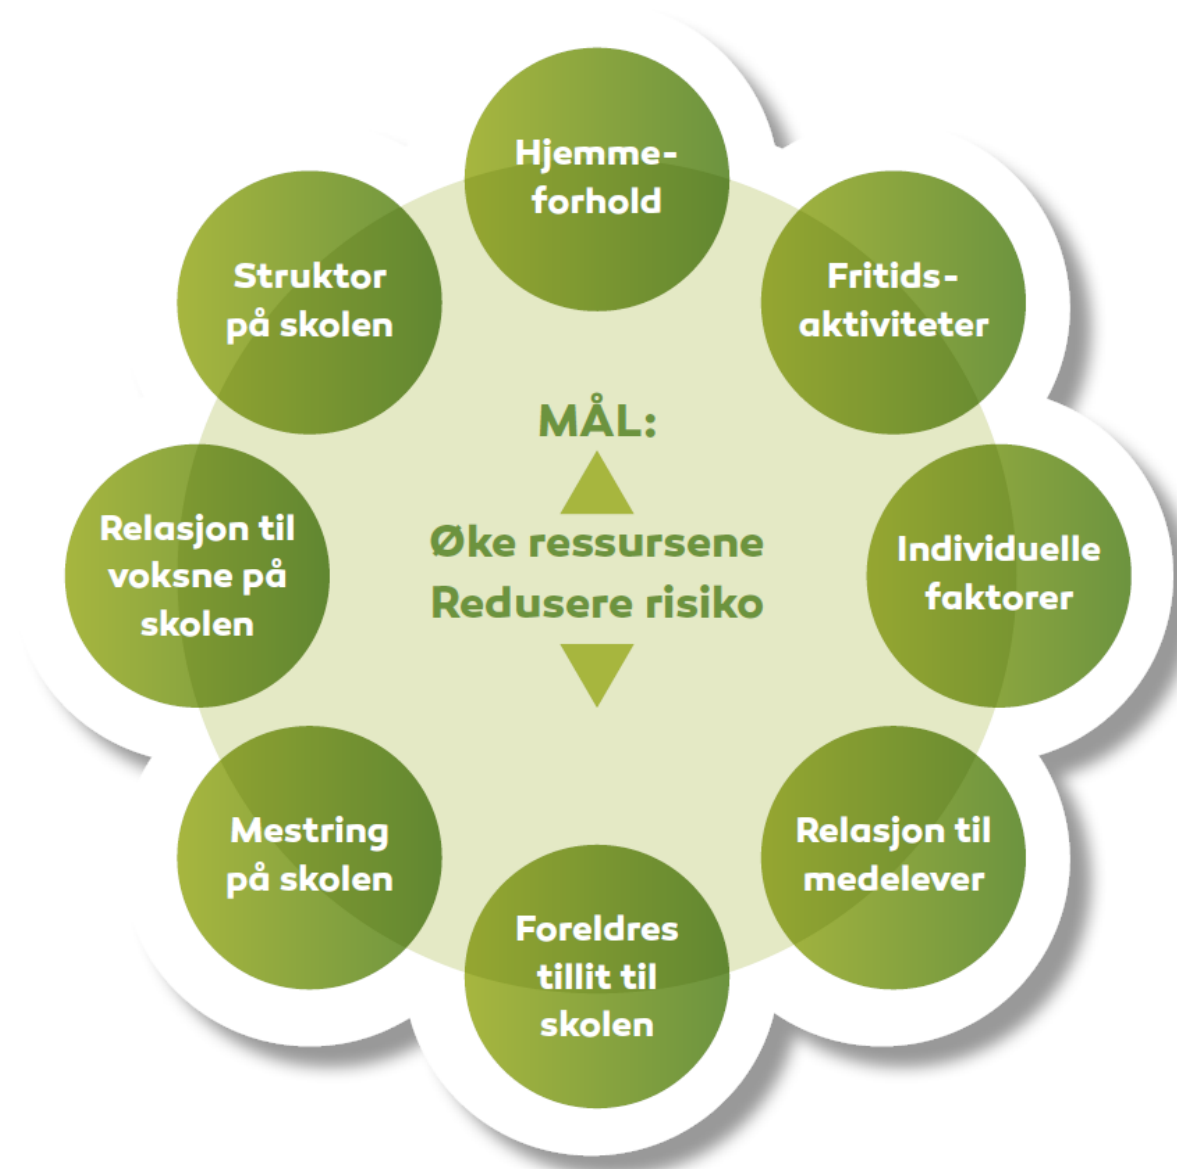 Hjemme-
forhold
Fritids-
aktiviteter
Individuelle
faktorer
Relasjon til
medelever
Foreldres
tillit til
skolen
Mestring
på skolen
Relasjon til
voksne på
skolen
Struktor
på skolen
MÅL:
Øke ressursene
Redusere risiko